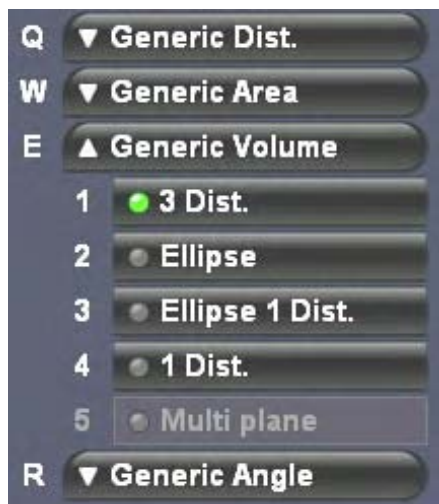 Q ▼ Generic Dist.
W ▼ Generic Area
E ▲ Generic Volume
1 3 Dist.
2 Ellipse
3 Ellipse 1 Dist.
4 1 Dist.
5 Multi plane
R ▼ Generic Angle